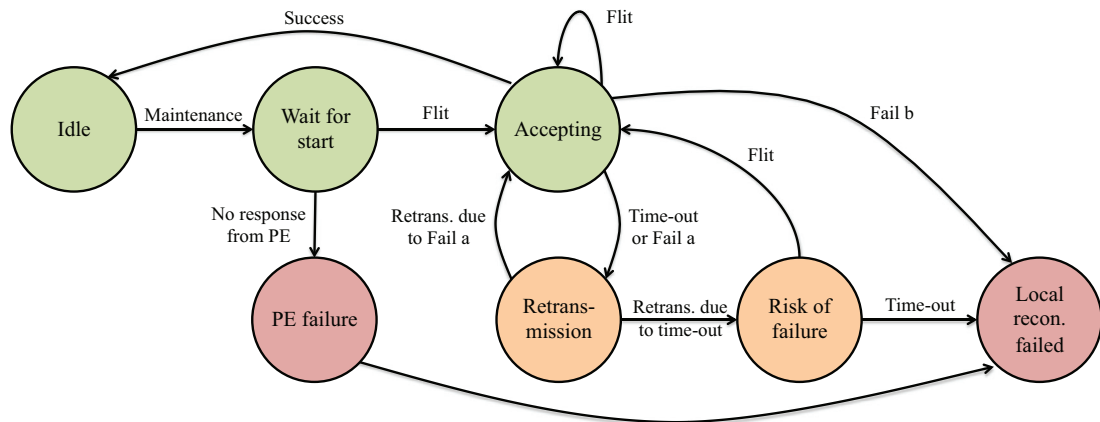 Success
Flit
Idle
Maintenance
Wait for
start
Flit
Accepting
Fail b
Flit
No response
from PE
Retrans. due
to Fail a
Time-out
or Fail a
PE failure
Retrans-
mission
Retrans. due
to time-out
Risk of
failure
Time-out
Local
recon.
failed